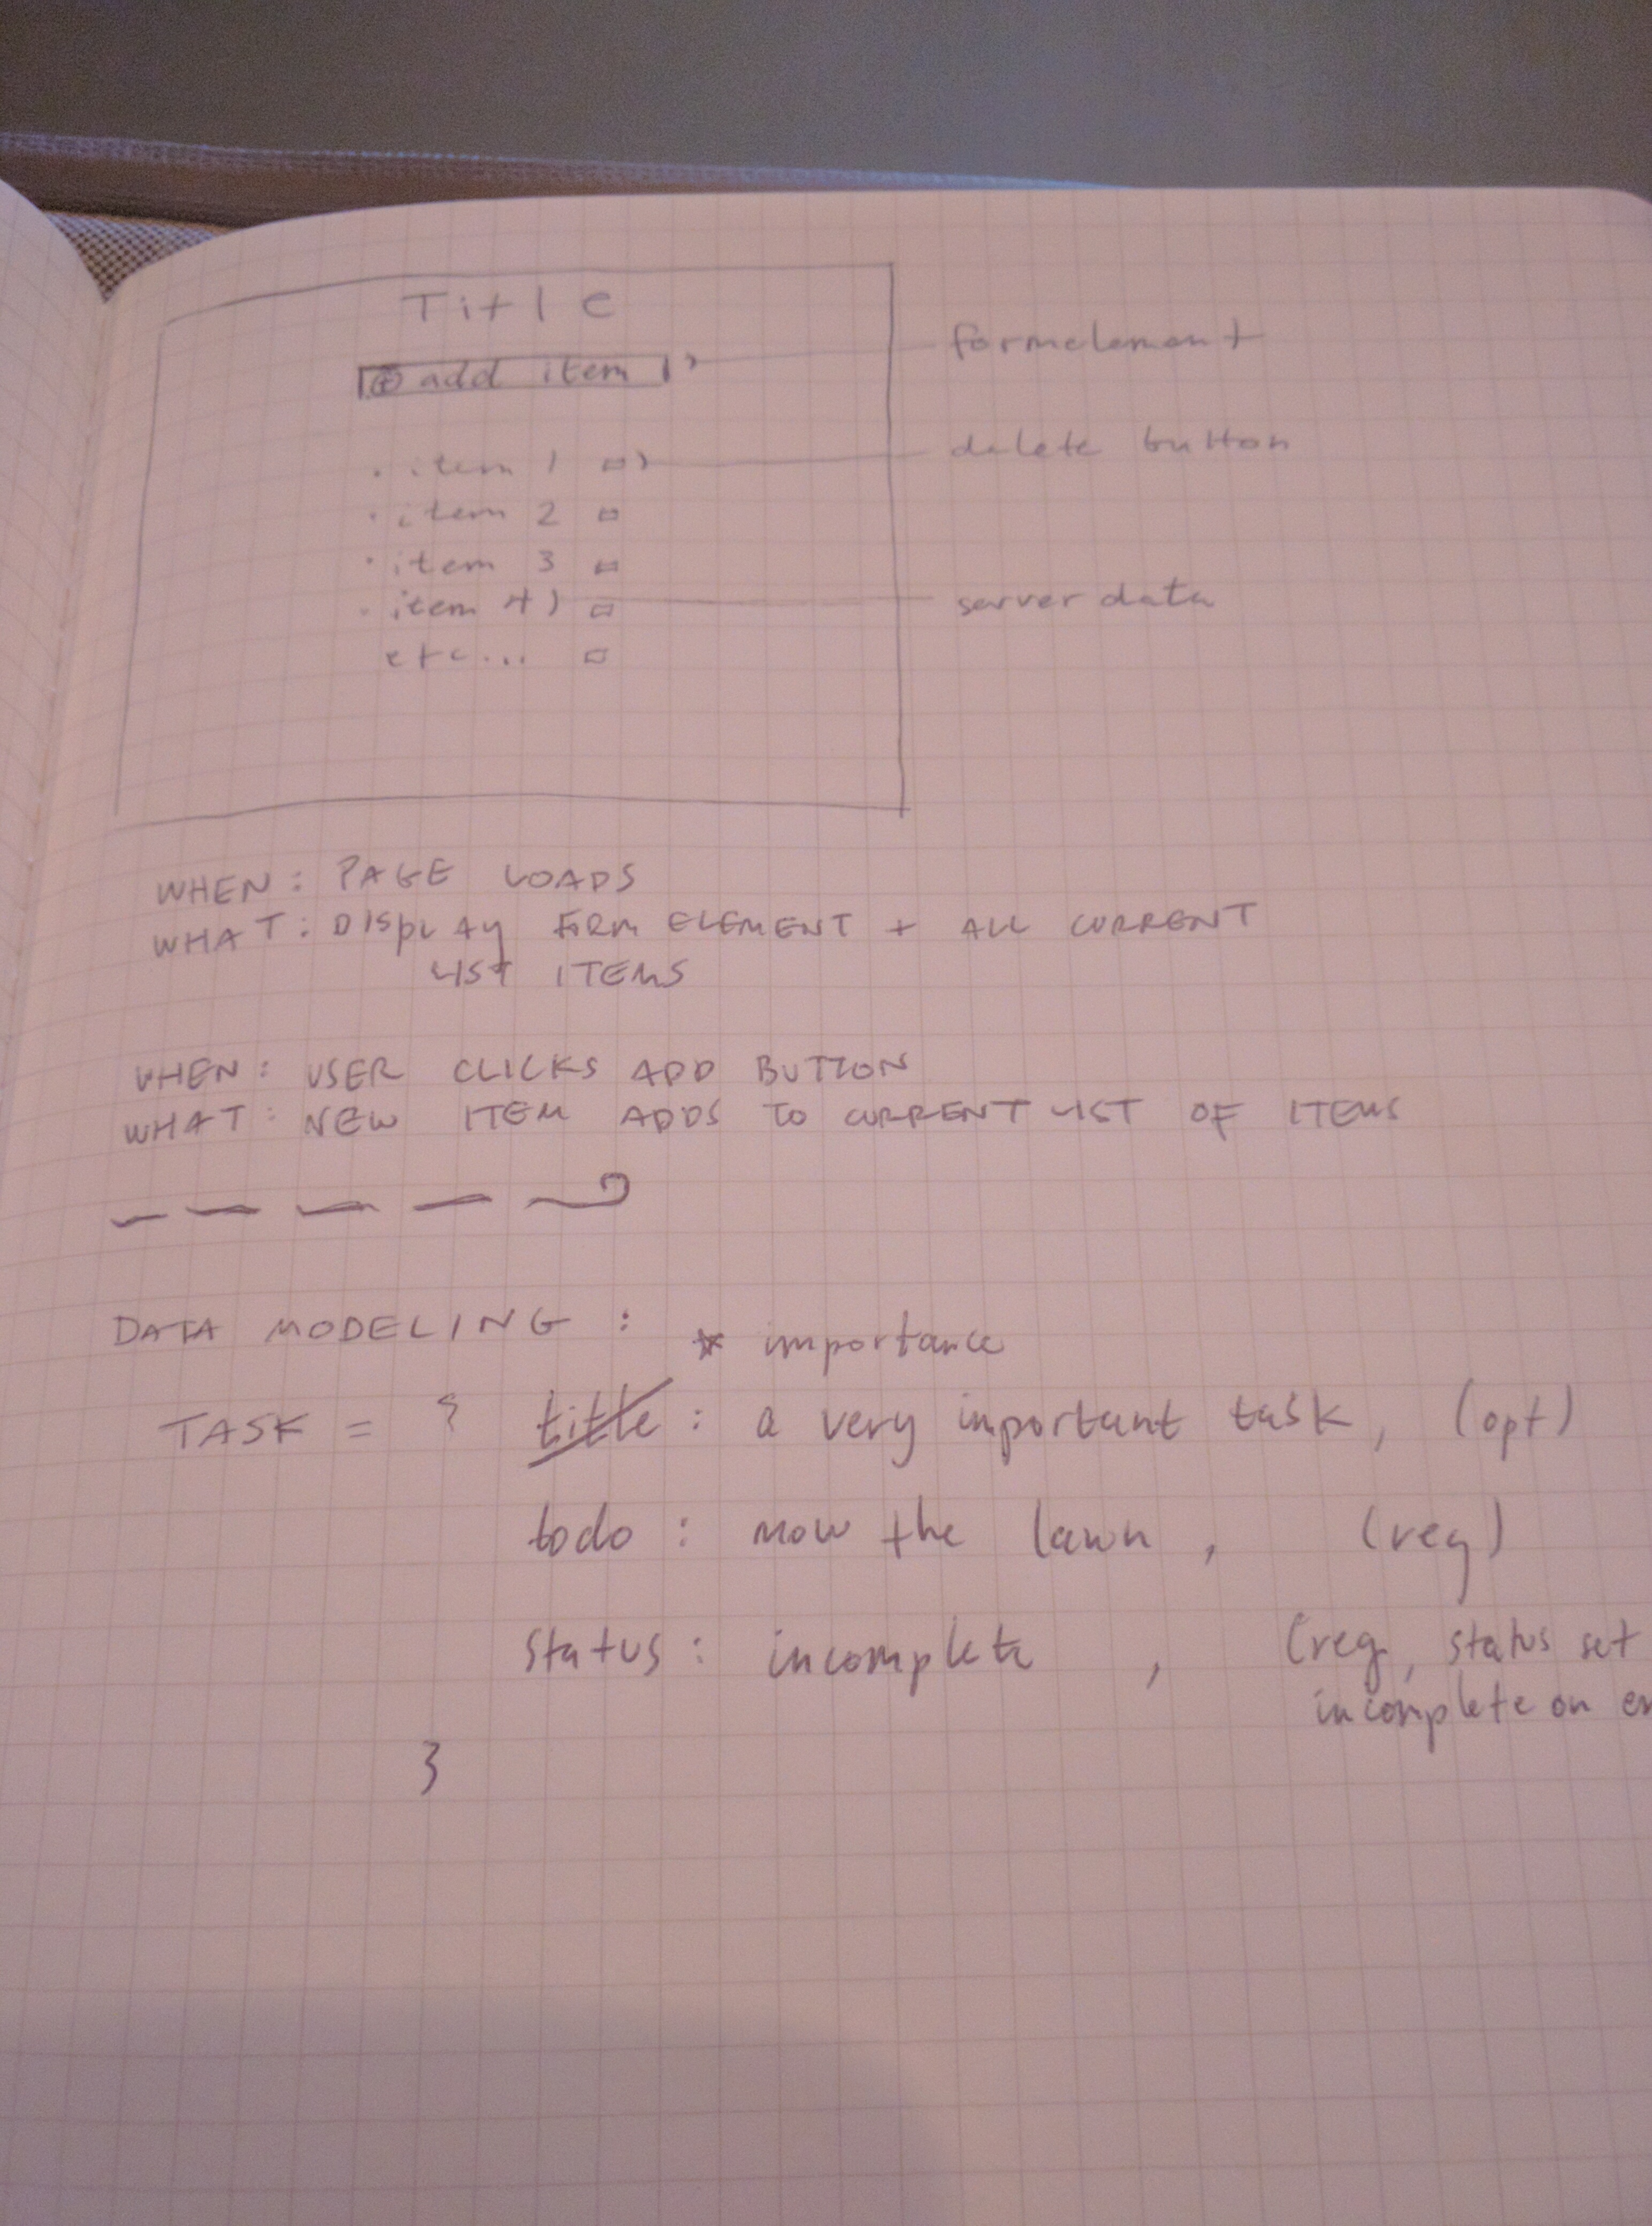 Title
⊕ add item
formelement
. item 1
delete button
. item 2
. item 3
. item 4
server data
etc...
WHEN: PAGE LOADS
WHAT: DISPLAY FORM ELEMENT + ALL CURRENT
LIST ITEMS
WHEN: USER CLICKS ADD BUTTON
WHAT: NEW ITEM ADDS TO CURRENT LIST OF ITEMS
DATA MODELING :
* importance
TASK = { title : a very important task, (opt)
todo : mow the lawn , (req)
status : incomplete , (req, status set
incomplete on en
}